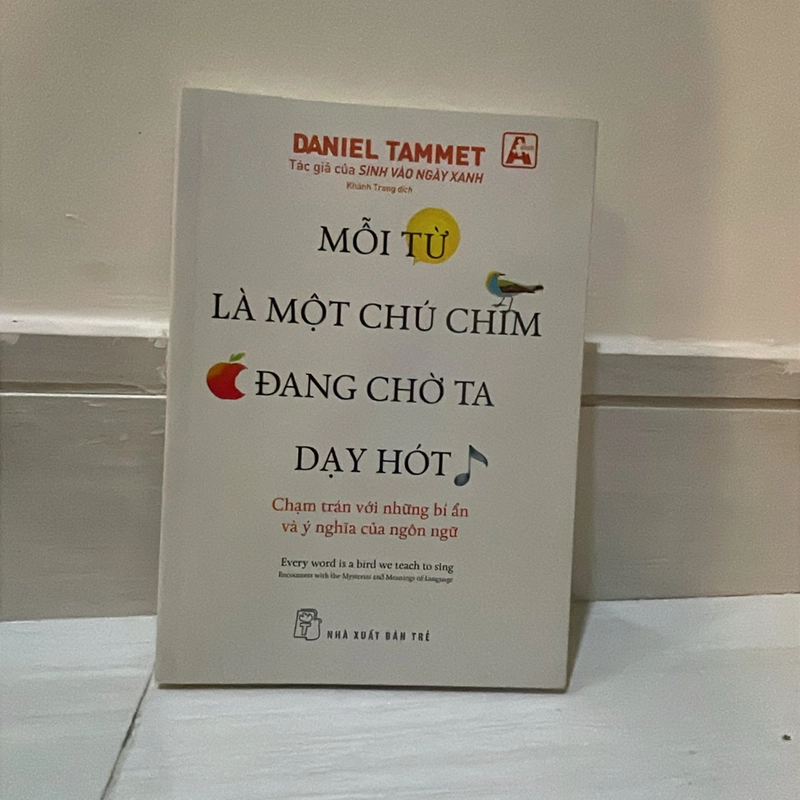 DANIEL TAMMET
Tác giả của SINH VÀO NGÀY XANH
Khánh Trang dịch
MỖI TỪ
LÀ MỘT CHÚ CHIM
ĐANG CHỜ TA
DẠY HÓT
Chạm trán với những bí ẩn
và ý nghĩa của ngôn ngữ
Every word is a bird we teach to sing
Encounters with the Mysteries and Meanings of Language
NHÀ XUẤT BẢN TRẺ